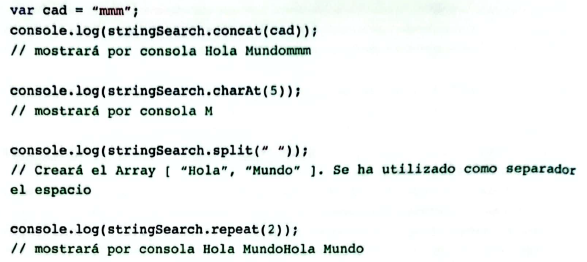 var cad = “mmm”;
console.log(stringSearch.concat(cad));
// mostrará por consola Hola Mundommm
console.log(stringSearch.charAt(5));
// mostrará por consola M
console.log(stringSearch.split(“ ”));
// Creará el Array [ “Hola”, “Mundo” ]. Se ha utilizado como separador
el espacio
console.log(stringSearch.repeat(2));
// mostrará por consola Hola MundoHola Mundo